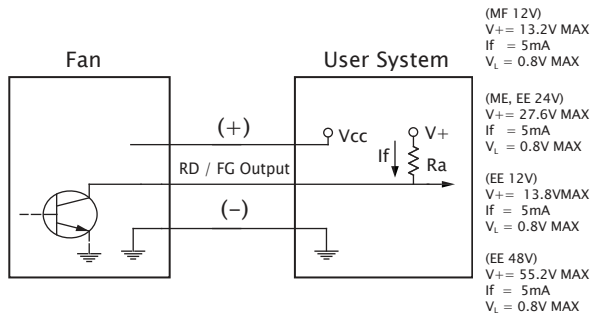 Fan
User System
(+)
Vcc
V+
RD / FG Output
If
Ra
(–)
(MF 12V)
V+= 13.2V MAX
If = 5mA
VL = 0.8V MAX
(ME, EE 24V)
V+= 27.6V MAX
If = 5mA
VL = 0.8V MAX
(EE 12V)
V+= 13.8VMAX
If = 5mA
VL = 0.8V MAX
(EE 48V)
V+= 55.2V MAX
If = 5mA
VL = 0.8V MAX